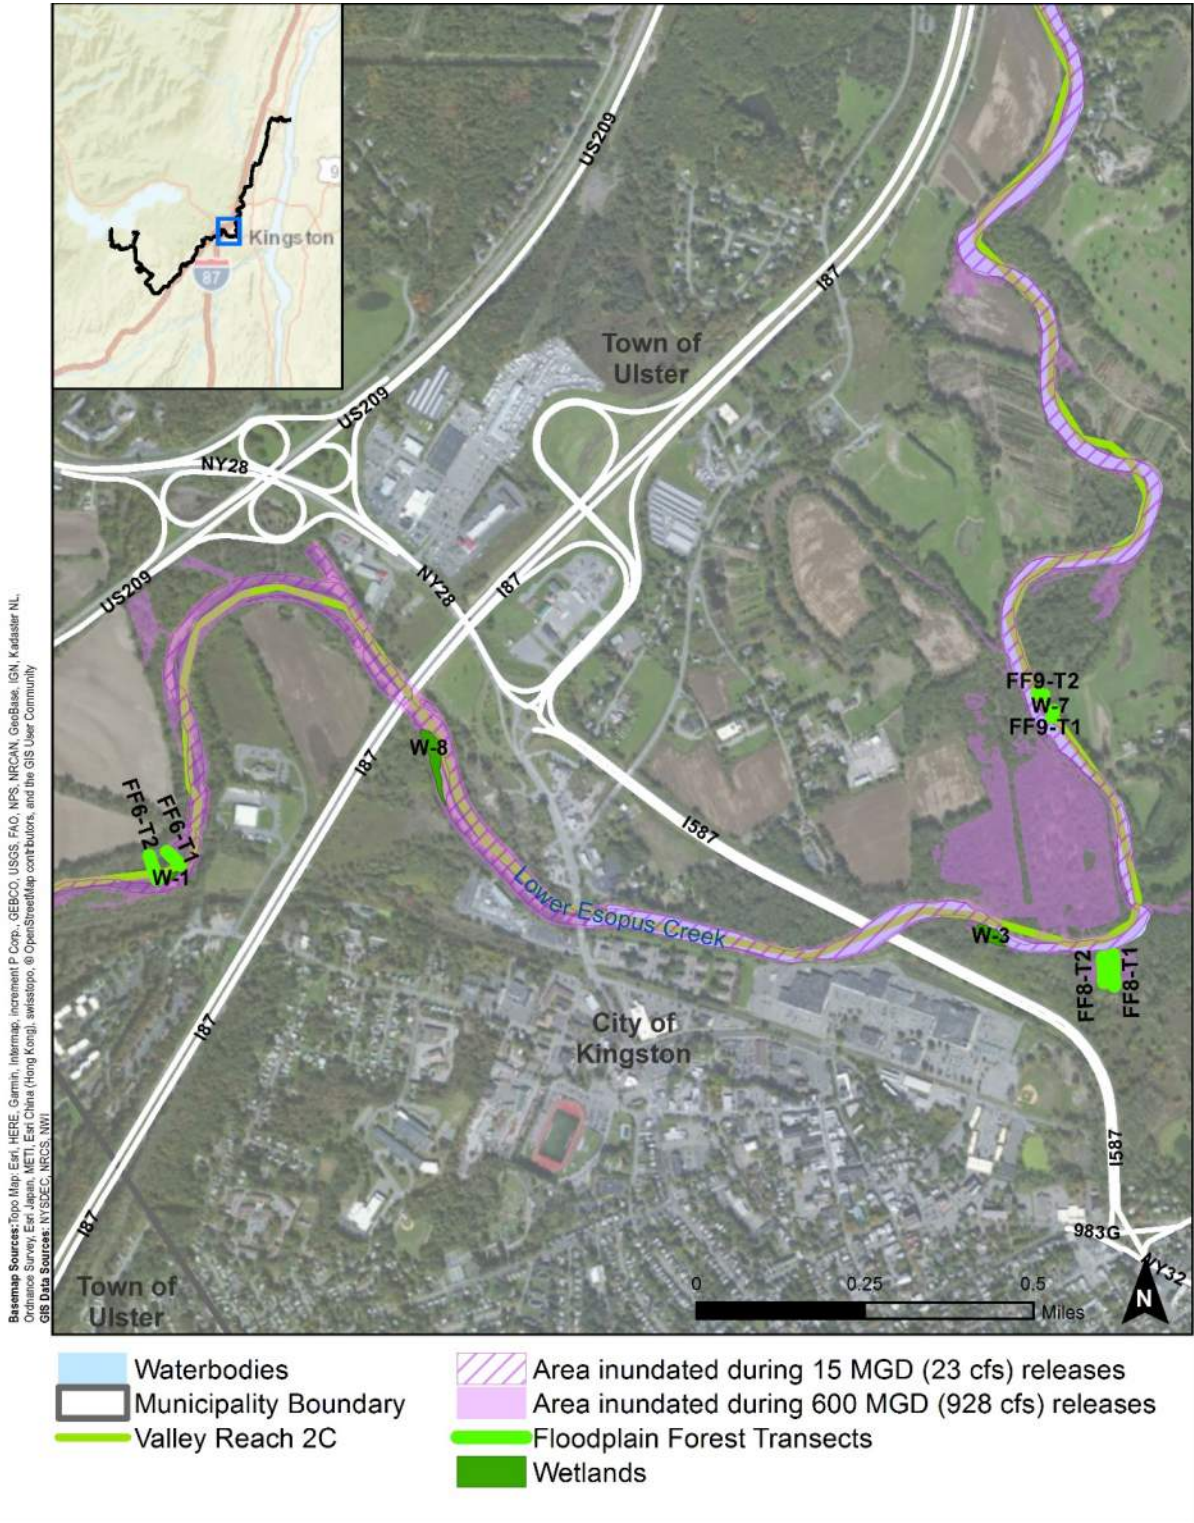 9
Kingston
87
US209
I87
Town of
Ulster
US209
NY28
US209
NY28
I87
FF9-T2
W-7
FF9-T1
I87
W-8
FF6-T2
FF6-T1
W-1
I587
Lower Esopus Creek
W-3
FF8-T2
FF8-T1
City of
Kingston
I87
I587
I87
983G
NY32
Town of
Ulster
0 0.25 0.5
Miles
N
Basemap Sources:Topo Map: Esri, HERE, Garmin, Intermap, increment P Corp., GEBCO, USGS, FAO, NPS, NRCAN, GeoBase, IGN, Kadaster NL,
Ordnance Survey, Esri Japan, METI, Esri China (Hong Kong), swisstopo, © OpenStreetMap contributors, and the GIS User Community
GIS Data Sources: NYSDEC, NRCS, NWI
Waterbodies
Municipality Boundary
Valley Reach 2C
Area inundated during 15 MGD (23 cfs) releases
Area inundated during 600 MGD (928 cfs) releases
Floodplain Forest Transects
Wetlands